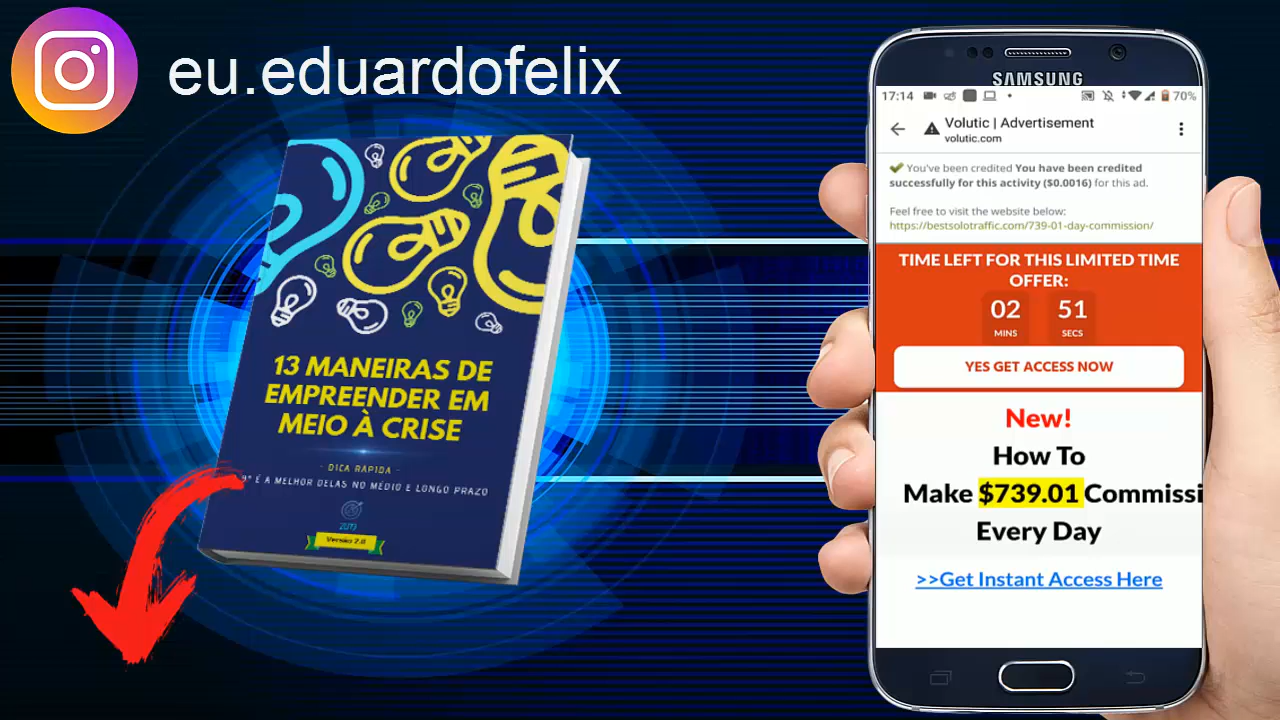 eu.eduardofelix
13 MANEIRAS DE
EMPREENDER EM
MEIO À CRISE
- DICA RÁPIDA -
É A MELHOR DELAS NO MÉDIO E LONGO PRAZO
2019
Versão 2.0
SAMSUNG
17:14 70%
Volutic | Advertisement
volutic.com
You've been credited You have been credited
successfully for this activity ($0.0016) for this ad.
Feel free to visit the website below:
https://bestsolotraffic.com/739-01-day-commission/
TIME LEFT FOR THIS LIMITED TIME
OFFER:
02 51
MINS SECS
YES GET ACCESS NOW
New!
How To
Make $739.01 Commissi
Every Day
>>Get Instant Access Here